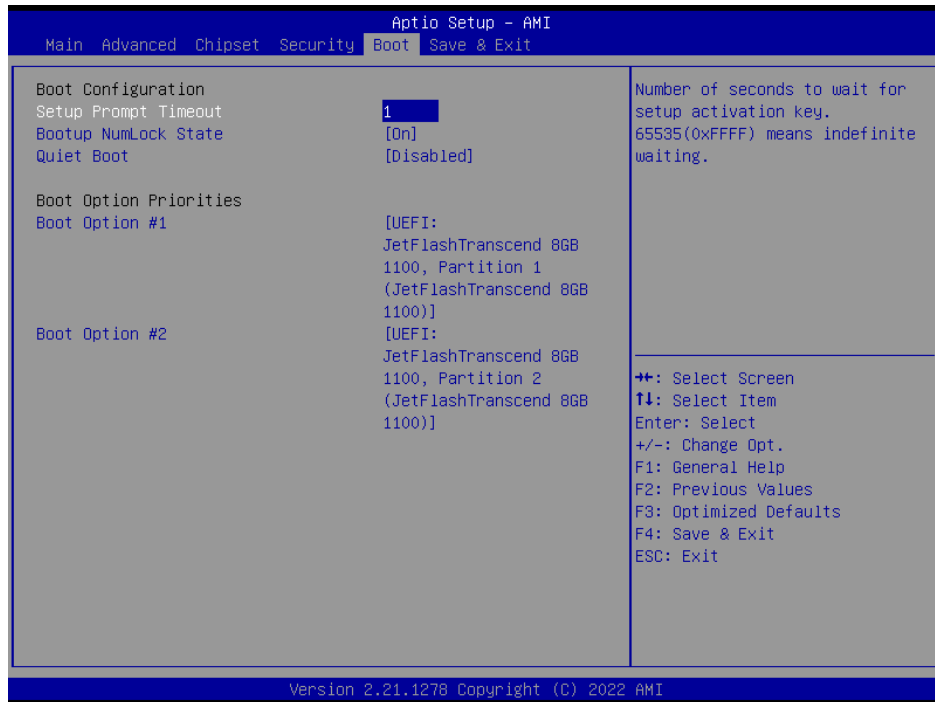 Aptio Setup – AMI
Main Advanced Chipset Security Boot Save & Exit
Boot Configuration
Setup Prompt Timeout 1
Bootup NumLock State [On]
Quiet Boot [Disabled]
Boot Option Priorities
Boot Option #1 [UEFI:
JetFlashTranscend 8GB
1100, Partition 1
(JetFlashTranscend 8GB
1100)]
Boot Option #2 [UEFI:
JetFlashTranscend 8GB
1100, Partition 2
(JetFlashTranscend 8GB
1100)]
Number of seconds to wait for
setup activation key.
65535(0xFFFF) means indefinite
waiting.
→←: Select Screen
↑↓: Select Item
Enter: Select
+/-: Change Opt.
F1: General Help
F2: Previous Values
F3: Optimized Defaults
F4: Save & Exit
ESC: Exit
Version 2.21.1278 Copyright (C) 2022 AMI